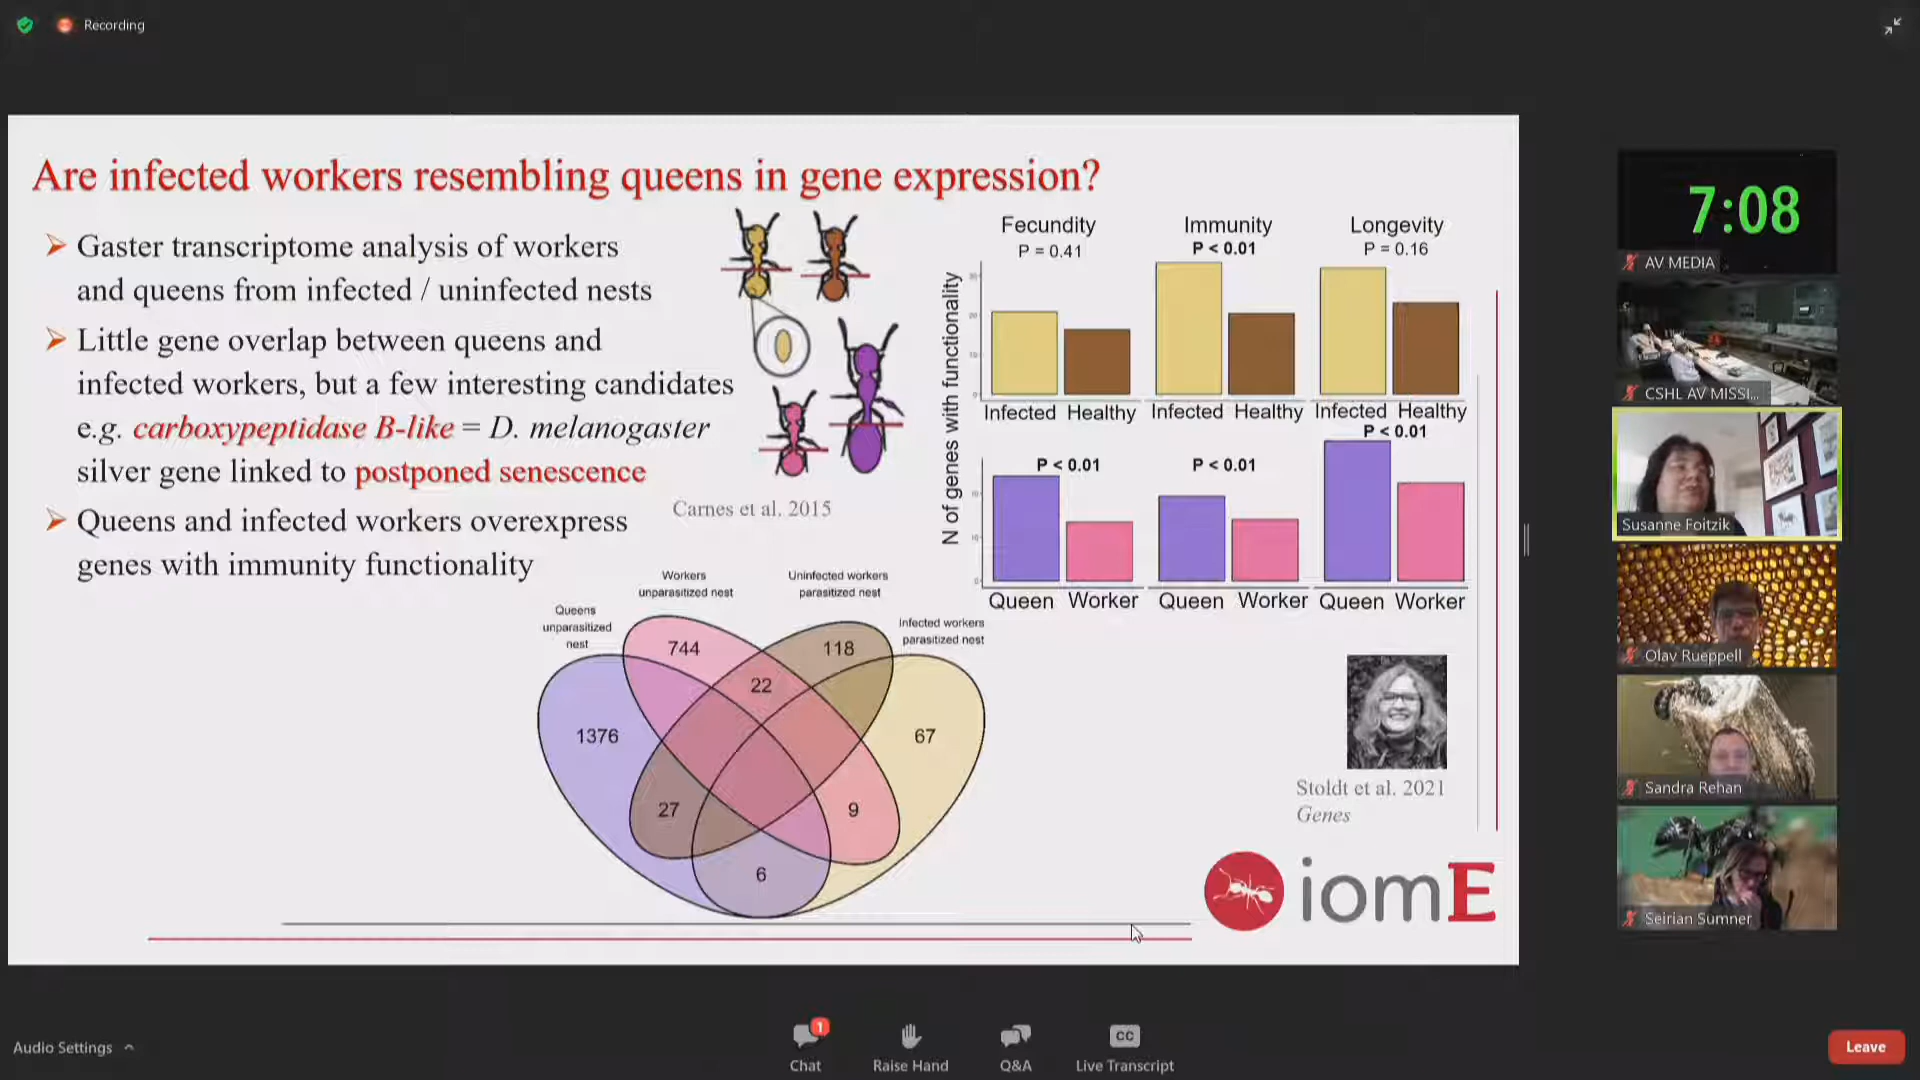 Recording
Are infected workers resembling queens in gene expression?
➢ Gaster transcriptome analysis of workers
and queens from infected / uninfected nests
➢ Little gene overlap between queens and
infected workers, but a few interesting candidates
e.g. carboxypeptidase B-like = D. melanogaster
silver gene linked to postponed senescence
Carnes et al. 2015
➢ Queens and infected workers overexpress
genes with immunity functionality
N of genes with functionality
Fecundity Immunity Longevity
P = 0.41 P < 0.01 P = 0.16
Infected Healthy Infected Healthy Infected Healthy
P < 0.01 P < 0.01 P < 0.01
Queen Worker Queen Worker Queen Worker
Queens
unparasitized
nest
Workers
unparasitized nest
Uninfected workers
parasitized nest
Infected workers
parasitized nest
744 118
22
1376 67
27 9
6
Stoldt et al. 2021
Genes
iomE
7:08
AV MEDIA
CSHL AV MISSI...
Susanne Foitzik
Olav Rueppell
Sandra Rehan
Seirian Sumner
Audio Settings
1
Chat
Raise Hand
Q&A
CC
Live Transcript
Leave